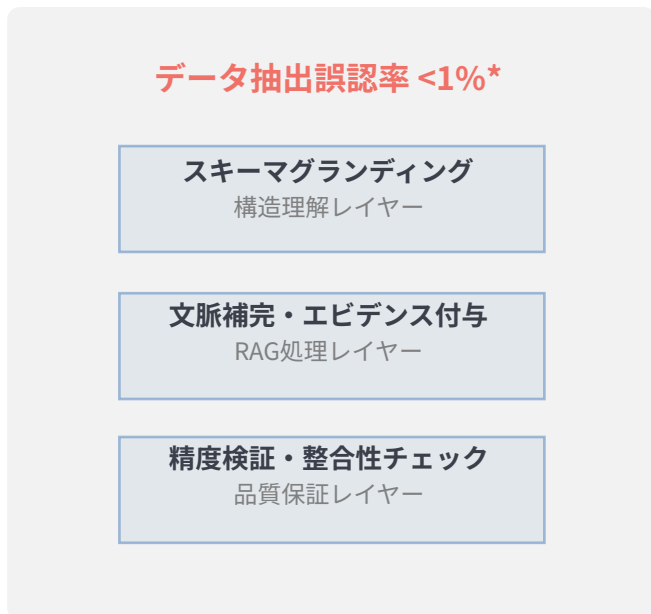 データ抽出誤認率 <1%*
スキーマグランディング
構造理解レイヤー
文脈補完・エビデンス付与
RAG処理レイヤー
精度検証・整合性チェック
品質保証レイヤー